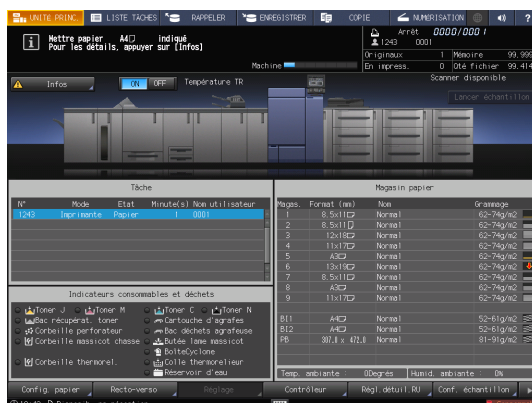 UNITE PRINC. LISTE TACHES RAPPELER ENREGISTRER COPIE NUMERISATION
Mettre papier A4 indiqué
Pour les détails, appuyer sur [Infos]
Arrêt 0000/0001
1243 0001
Originaux 1 Mémoire 99.999
En impress. 0 Qté fichier 99.414
Machine
Scanner disponible
Infos ON OFF Température TR
Lancer échantillon
Tâche
N° Mode Etat Minute(s) Nom utilisateur
1243 Imprimante Papier 1 0001
Magasin papier
Magas. Format (mm) Nom Grammage
1 8.5x11 Normal 62-74g/m2
2 8.5x11 Normal 62-74g/m2
3 12x18 Normal 62-74g/m2
4 11x17 Normal 62-74g/m2
5 A3 Normal 62-74g/m2
6 13x19 Normal 62-74g/m2
7 8.5x11 Normal 62-74g/m2
8 A3 Normal 62-74g/m2
9 11x17 Normal 62-74g/m2
BI1 A4 Normal 52-61g/m2
BI2 A4 Normal 52-61g/m2
PB 307.0 x 472.0 Normal 81-91g/m2
Temp. ambiante : 0Degrés Humid. ambiante : 0%
Indicateurs consommables et déchets
Toner J Toner M Toner C Toner N
Bac récupérat. toner Cartouche d'agrafes
Corbeille perforateur Bac déchets agrafeuse
Corbeille massicot chasse Butée lame massicot
BolteCyclone
Corbeille thermorel. Colle thermorelieur
Réservoir d'eau
Config. papier Recto-verso Réglage Contrôleur Régl.détail.RU Conf. échantillon